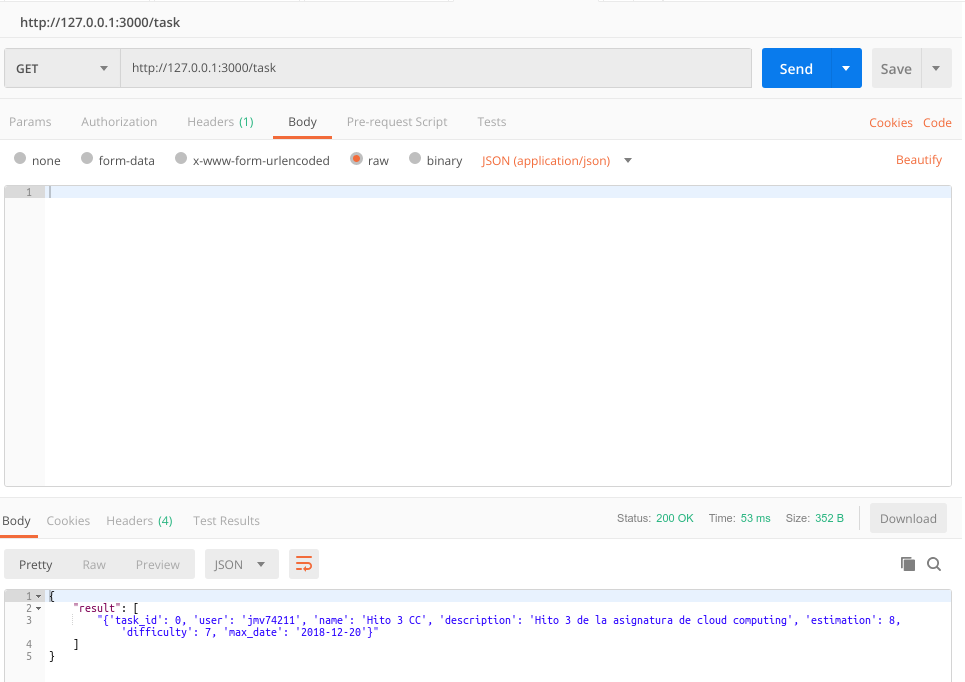 http://127.0.0.1:3000/task
GET http://127.0.0.1:3000/task Send Save
Params Authorization Headers (1) Body Pre-request Script Tests Cookies Code
none form-data x-www-form-urlencoded raw binary JSON (application/json) Beautify
1
Body Cookies Headers (4) Test Results Status: 200 OK Time: 53 ms Size: 352 B Download
Pretty Raw Preview JSON
1 {
2 "result": [
3 "{'task_id': 0, 'user': 'jmv74211', 'name': 'Hito 3 CC', 'description': 'Hito 3 de la asignatura de cloud computing', 'estimation': 8,
'difficulty': 7, 'max_date': '2018-12-20'}"
4 ]
5 }